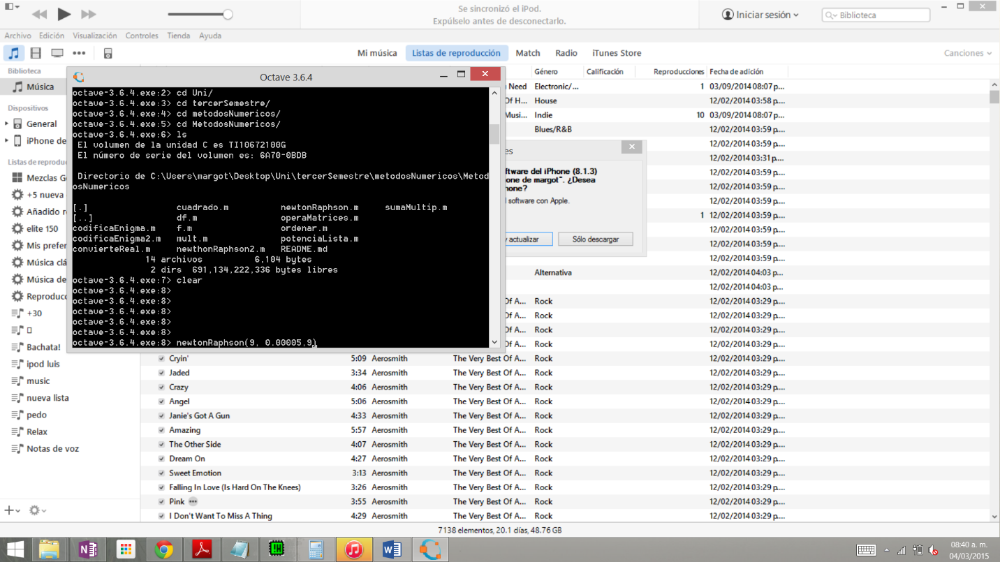 Se sincronizó el iPod.
Expúlselo antes de desconectarlo.
Iniciar sesión
Biblioteca
Archivo Edición Visualización Controles Tienda Ayuda
Mi música Listas de reproducción Match Radio iTunes Store
Canciones
Biblioteca
Música
Dispositivos
General
iPhone de
Listas de reprodu
Mezclas G
+5 nueva
Añadido r
elite 150
Mis prefer
Música clá
Música de
Reproducc
+30
Bachata!
ipod luis
music
nueva lista
pedo
Relax
Notas de voz
Octave 3.6.4
octave-3.6.4.exe:2> cd Uni/
octave-3.6.4.exe:3> cd tercerSemestre/
octave-3.6.4.exe:4> cd metodosNumericos/
octave-3.6.4.exe:5> cd MetodosNumericos/
octave-3.6.4.exe:6> ls
El volumen de la unidad C es TI10672100G
El número de serie del volumen es: 6A70-0BDB
Directorio de C:\Users\margot\Desktop\Uni\tercerSemestre\metodosNumericos\Metod
osNumericos
[.] cuadrado.m newtonRaphson.m sumaMultip.m
[..] df.m operaMatrices.m
codificaEnigma.m f.m ordenar.m
codificaEnigma2.m mult.m potenciaLista.m
convierteReal.m newthonRaphson2.m README.md
14 archivos 6,104 bytes
2 dirs 691,134,222,336 bytes libres
octave-3.6.4.exe:7> clear
octave-3.6.4.exe:8>
octave-3.6.4.exe:8>
octave-3.6.4.exe:8>
octave-3.6.4.exe:8>
octave-3.6.4.exe:8>
octave-3.6.4.exe:8> newtonRaphson(9, 0.00005,9)
Género Calificación Reproducciones Fecha de adición
Need Electronic/... 1 03/09/2014 08:07 p...
Of H... House 12/02/2014 03:58 p...
Musi... Indie 10 03/09/2014 08:07 p...
Blues/R&B 12/02/2014 03:59 p...
12/02/2014 03:59 p...
12/02/2014 03:31 p...
12/02/2014 03:59 p...
12/02/2014 03:59 p...
12/02/2014 03:59 p...
1 12/02/2014 03:59 p...
12/02/2014 03:59 p...
12/02/2014 03:59 p...
12/02/2014 03:59 p...
Alternativa 12/02/2014 04:03 p...
12/02/2014 04:03 p...
Of A... Rock 12/02/2014 03:29 p....
Of A... Rock 12/02/2014 03:29 p....
Of A... Rock 12/02/2014 03:29 p....
Of A... Rock 12/02/2014 03:29 p....
es
ftware del iPhone (8.1.3)
one de margot". ¿Desea
hone?
l software con Apple.
y actualizar Sólo descargar
Cryin' 5:09 Aerosmith The Very Best Of A... Rock 12/02/2014 03:29 p....
Jaded 3:34 Aerosmith The Very Best Of A... Rock 12/02/2014 03:29 p....
Crazy 4:06 Aerosmith The Very Best Of A... Rock 12/02/2014 03:29 p....
Angel 5:06 Aerosmith The Very Best Of A... Rock 12/02/2014 03:29 p....
Janie's Got A Gun 4:33 Aerosmith The Very Best Of A... Rock 12/02/2014 03:29 p....
Amazing 5:57 Aerosmith The Very Best Of A... Rock 12/02/2014 03:29 p....
The Other Side 4:07 Aerosmith The Very Best Of A... Rock 12/02/2014 03:29 p....
Dream On 4:27 Aerosmith The Very Best Of A... Rock 12/02/2014 03:29 p....
Sweet Emotion 3:13 Aerosmith The Very Best Of A... Rock 12/02/2014 03:29 p....
Falling In Love (Is Hard On The Knees) 3:26 Aerosmith The Very Best Of A... Rock 12/02/2014 03:29 p....
Pink 3:55 Aerosmith The Very Best Of A... Rock 12/02/2014 03:29 p....
I Don't Want To Miss A Thing 4:29 Aerosmith The Very Best Of A... Rock 12/02/2014 03:29 p....
7138 elementos, 20.1 días, 48.76 GB
08:40 a. m.
04/03/2015